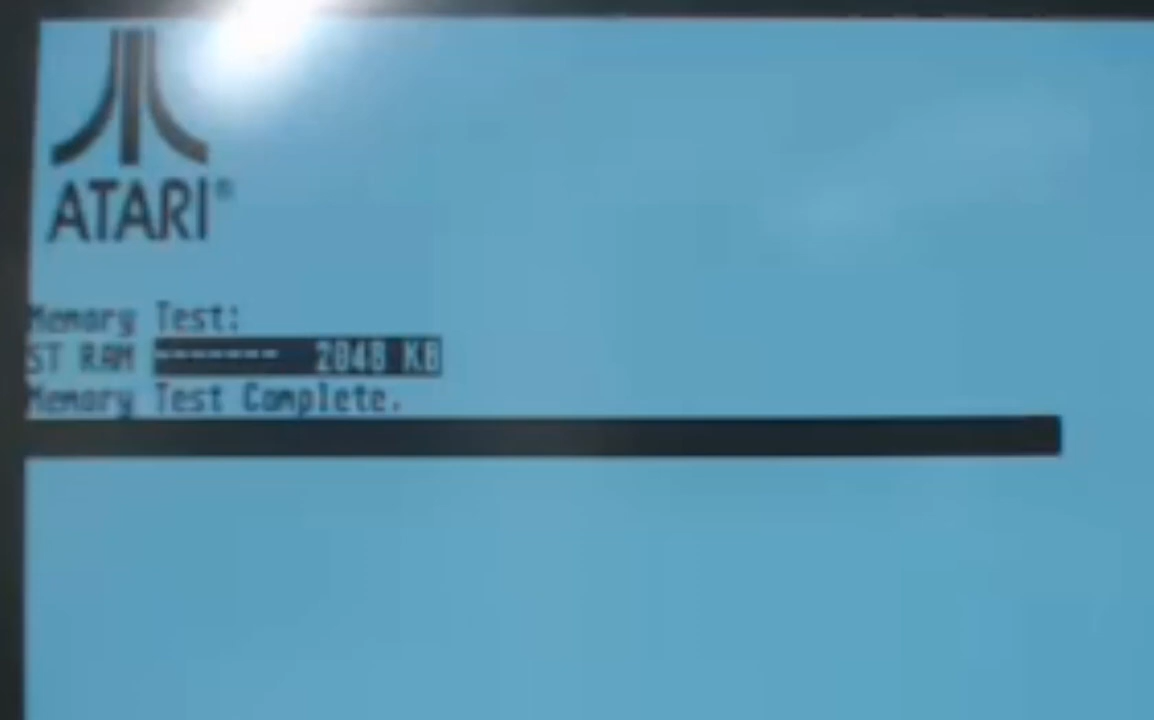 ATARI®
Memory Test:
ST RAM ------- 2048 KB
Memory Test Complete.